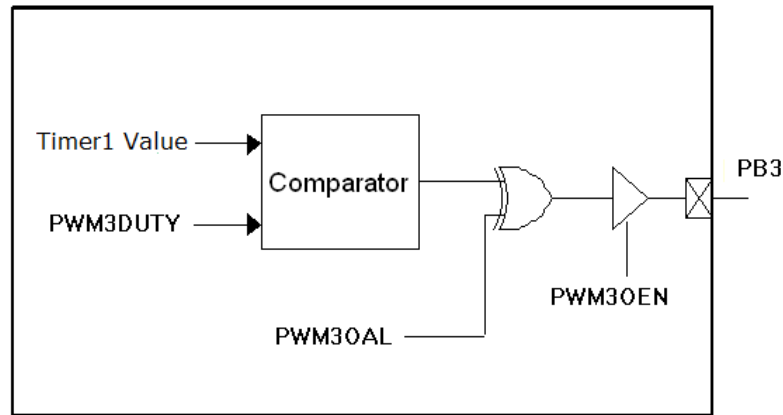 Timer1 Value
Comparator
PWM3DUTY
PB3
PWM3OEN
PWM3OAL